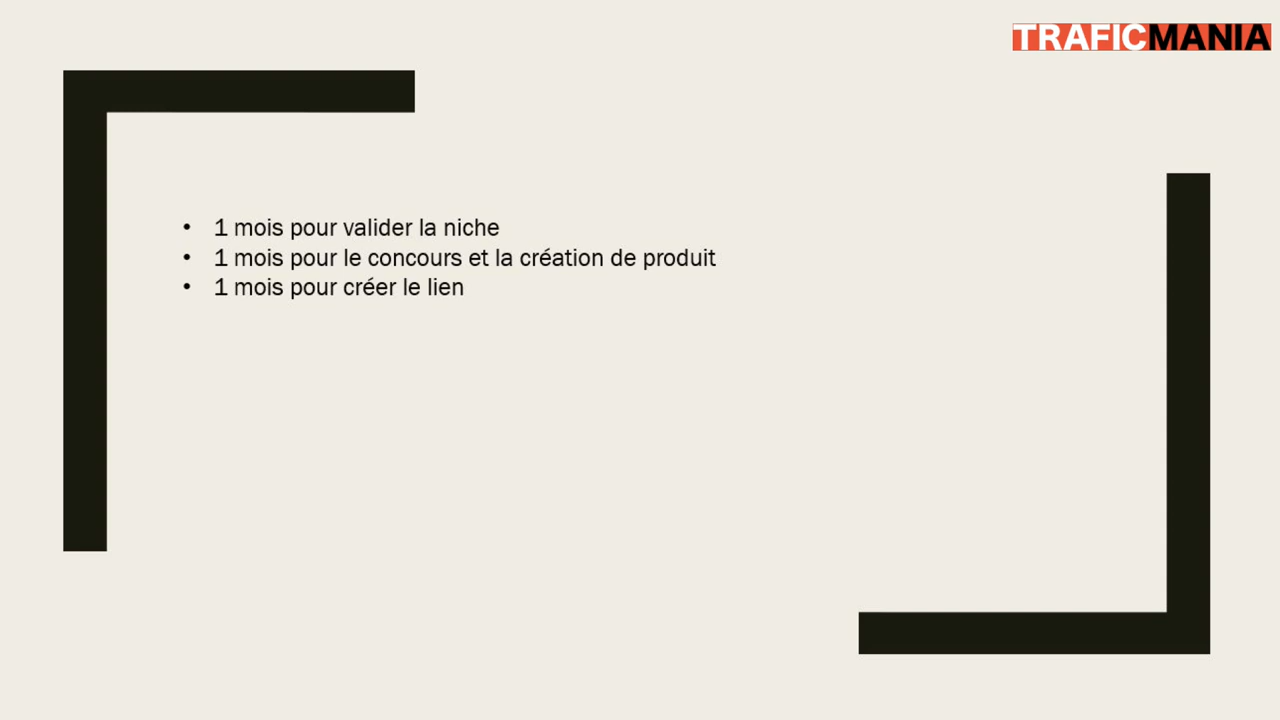 TRAFICMANIA
• 1 mois pour valider la niche
• 1 mois pour le concours et la création de produit
• 1 mois pour créer le lien